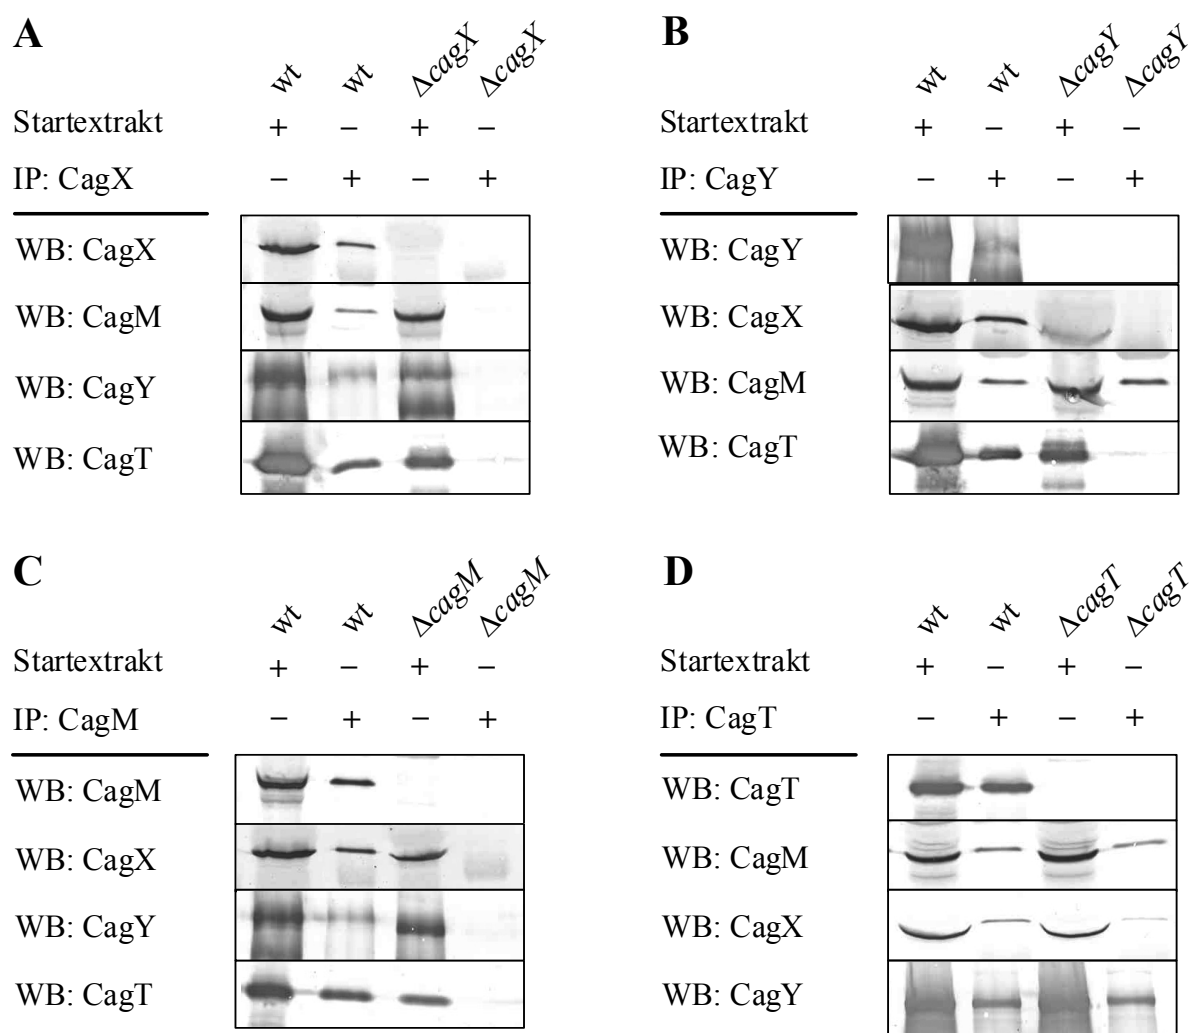 A
wt wt ΔcagX ΔcagX
Startextrakt + – + –
IP: CagX – + – +
WB: CagX
WB: CagM
WB: CagY
WB: CagT
B
wt wt ΔcagY ΔcagY
Startextrakt + – + –
IP: CagY – + – +
WB: CagY
WB: CagX
WB: CagM
WB: CagT
C
wt wt ΔcagM ΔcagM
Startextrakt + – + –
IP: CagM – + – +
WB: CagM
WB: CagX
WB: CagY
WB: CagT
D
wt wt ΔcagT ΔcagT
Startextrakt + – + –
IP: CagT – + – +
WB: CagT
WB: CagM
WB: CagX
WB: CagY